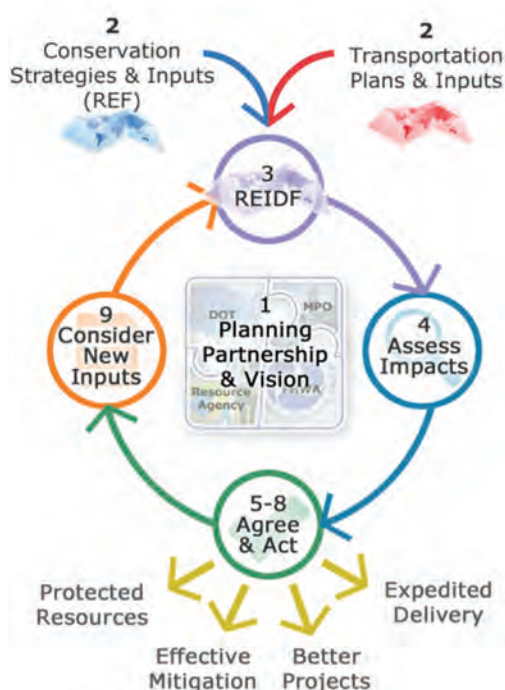 2
Conservation
Strategies & Inputs
(REF)
2
Transportation
Plans & Inputs
3
REIDF
9
Consider
New
Inputs
DOT
MPO
1
Planning
Partnership
& Vision
Resource
Agency
FHWA
4
Assess
Impacts
5-8
Agree
& Act
Protected
Resources
Effective
Mitigation
Better
Projects
Expedited
Delivery